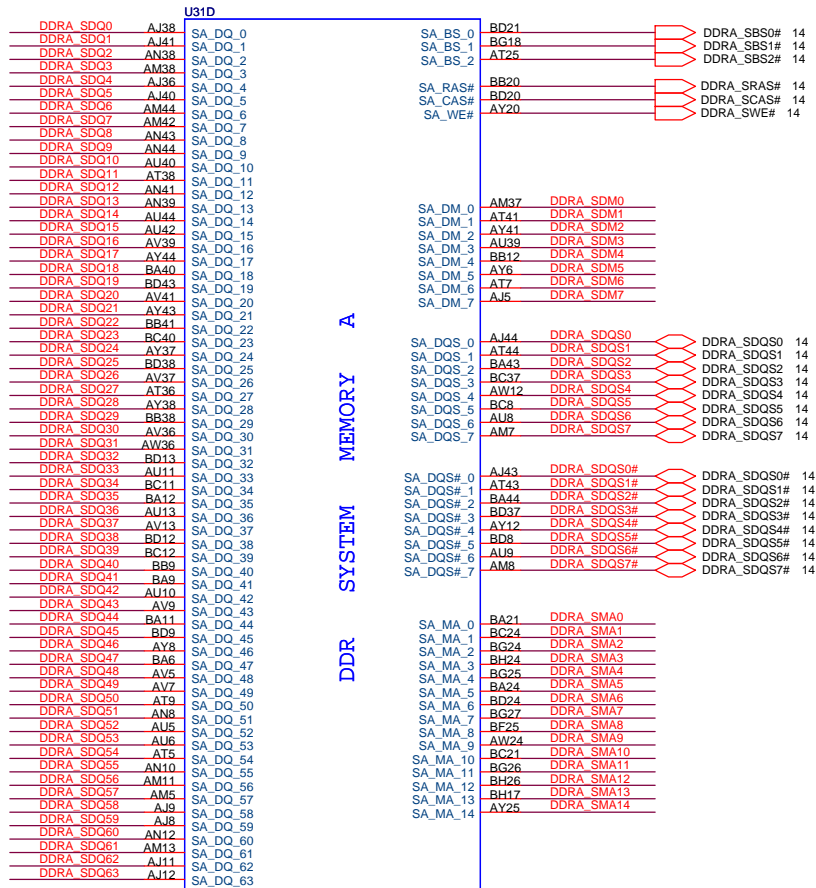 U31D
DDRA_SDQ0 AJ38 SA_DQ_0
DDRA_SDQ1 AJ41 SA_DQ_1
DDRA_SDQ2 AN38 SA_DQ_2
DDRA_SDQ3 AM38 SA_DQ_3
DDRA_SDQ4 AJ36 SA_DQ_4
DDRA_SDQ5 AJ40 SA_DQ_5
DDRA_SDQ6 AM44 SA_DQ_6
DDRA_SDQ7 AM42 SA_DQ_7
DDRA_SDQ8 AN43 SA_DQ_8
DDRA_SDQ9 AN44 SA_DQ_9
DDRA_SDQ10 AU40 SA_DQ_10
DDRA_SDQ11 AT38 SA_DQ_11
DDRA_SDQ12 AN41 SA_DQ_12
DDRA_SDQ13 AN39 SA_DQ_13
DDRA_SDQ14 AU44 SA_DQ_14
DDRA_SDQ15 AU42 SA_DQ_15
DDRA_SDQ16 AV39 SA_DQ_16
DDRA_SDQ17 AY44 SA_DQ_17
DDRA_SDQ18 BA40 SA_DQ_18
DDRA_SDQ19 BD43 SA_DQ_19
DDRA_SDQ20 AV41 SA_DQ_20
DDRA_SDQ21 AY43 SA_DQ_21
DDRA_SDQ22 BB41 SA_DQ_22
DDRA_SDQ23 BC40 SA_DQ_23
DDRA_SDQ24 AY37 SA_DQ_24
DDRA_SDQ25 BD38 SA_DQ_25
DDRA_SDQ26 AV37 SA_DQ_26
DDRA_SDQ27 AT36 SA_DQ_27
DDRA_SDQ28 AY38 SA_DQ_28
DDRA_SDQ29 BB38 SA_DQ_29
DDRA_SDQ30 AV36 SA_DQ_30
DDRA_SDQ31 AW36 SA_DQ_31
DDRA_SDQ32 BD13 SA_DQ_32
DDRA_SDQ33 AU11 SA_DQ_33
DDRA_SDQ34 BC11 SA_DQ_34
DDRA_SDQ35 BA12 SA_DQ_35
DDRA_SDQ36 AU13 SA_DQ_36
DDRA_SDQ37 AV13 SA_DQ_37
DDRA_SDQ38 BD12 SA_DQ_38
DDRA_SDQ39 BC12 SA_DQ_39
DDRA_SDQ40 BB9 SA_DQ_40
DDRA_SDQ41 BA9 SA_DQ_41
DDRA_SDQ42 AU10 SA_DQ_42
DDRA_SDQ43 AV9 SA_DQ_43
DDRA_SDQ44 BA11 SA_DQ_44
DDRA_SDQ45 BD9 SA_DQ_45
DDRA_SDQ46 AY8 SA_DQ_46
DDRA_SDQ47 BA6 SA_DQ_47
DDRA_SDQ48 AV5 SA_DQ_48
DDRA_SDQ49 AV7 SA_DQ_49
DDRA_SDQ50 AT9 SA_DQ_50
DDRA_SDQ51 AN8 SA_DQ_51
DDRA_SDQ52 AU5 SA_DQ_52
DDRA_SDQ53 AU6 SA_DQ_53
DDRA_SDQ54 AT5 SA_DQ_54
DDRA_SDQ55 AN10 SA_DQ_55
DDRA_SDQ56 AM11 SA_DQ_56
DDRA_SDQ57 AM5 SA_DQ_57
DDRA_SDQ58 AJ9 SA_DQ_58
DDRA_SDQ59 AJ8 SA_DQ_59
DDRA_SDQ60 AN12 SA_DQ_60
DDRA_SDQ61 AM13 SA_DQ_61
DDRA_SDQ62 AJ11 SA_DQ_62
DDRA_SDQ63 AJ12 SA_DQ_63
DDR SYSTEM MEMORY A
SA_BS_0 BD21 DDRA_SBS0# 14
SA_BS_1 BG18 DDRA_SBS1# 14
SA_BS_2 AT25 DDRA_SBS2# 14
SA_RAS# BB20 DDRA_SRAS# 14
SA_CAS# BD20 DDRA_SCAS# 14
SA_WE# AY20 DDRA_SWE# 14
SA_DM_0 AM37 DDRA_SDM0
SA_DM_1 AT41 DDRA_SDM1
SA_DM_2 AY41 DDRA_SDM2
SA_DM_3 AU39 DDRA_SDM3
SA_DM_4 BB12 DDRA_SDM4
SA_DM_5 AY6 DDRA_SDM5
SA_DM_6 AT7 DDRA_SDM6
SA_DM_7 AJ5 DDRA_SDM7
SA_DQS_0 AJ44 DDRA_SDQS0 DDRA_SDQS0 14
SA_DQS_1 AT44 DDRA_SDQS1 DDRA_SDQS1 14
SA_DQS_2 BA43 DDRA_SDQS2 DDRA_SDQS2 14
SA_DQS_3 BC37 DDRA_SDQS3 DDRA_SDQS3 14
SA_DQS_4 AW12 DDRA_SDQS4 DDRA_SDQS4 14
SA_DQS_5 BC8 DDRA_SDQS5 DDRA_SDQS5 14
SA_DQS_6 AU8 DDRA_SDQS6 DDRA_SDQS6 14
SA_DQS_7 AM7 DDRA_SDQS7 DDRA_SDQS7 14
SA_DQS#_0 AJ43 DDRA_SDQS0# DDRA_SDQS0# 14
SA_DQS#_1 AT43 DDRA_SDQS1# DDRA_SDQS1# 14
SA_DQS#_2 BA44 DDRA_SDQS2# DDRA_SDQS2# 14
SA_DQS#_3 BD37 DDRA_SDQS3# DDRA_SDQS3# 14
SA_DQS#_4 AY12 DDRA_SDQS4# DDRA_SDQS4# 14
SA_DQS#_5 BD8 DDRA_SDQS5# DDRA_SDQS5# 14
SA_DQS#_6 AU9 DDRA_SDQS6# DDRA_SDQS6# 14
SA_DQS#_7 AM8 DDRA_SDQS7# DDRA_SDQS7# 14
SA_MA_0 BA21 DDRA_SMA0
SA_MA_1 BC24 DDRA_SMA1
SA_MA_2 BG24 DDRA_SMA2
SA_MA_3 BH24 DDRA_SMA3
SA_MA_4 BG25 DDRA_SMA4
SA_MA_5 BA24 DDRA_SMA5
SA_MA_6 BD24 DDRA_SMA6
SA_MA_7 BG27 DDRA_SMA7
SA_MA_8 BF25 DDRA_SMA8
SA_MA_9 AW24 DDRA_SMA9
SA_MA_10 BC21 DDRA_SMA10
SA_MA_11 BG26 DDRA_SMA11
SA_MA_12 BH26 DDRA_SMA12
SA_MA_13 BH17 DDRA_SMA13
SA_MA_14 AY25 DDRA_SMA14